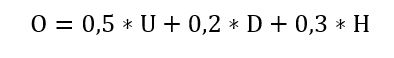 O = 0,5 * U + 0,2 * D + 0,3 * H